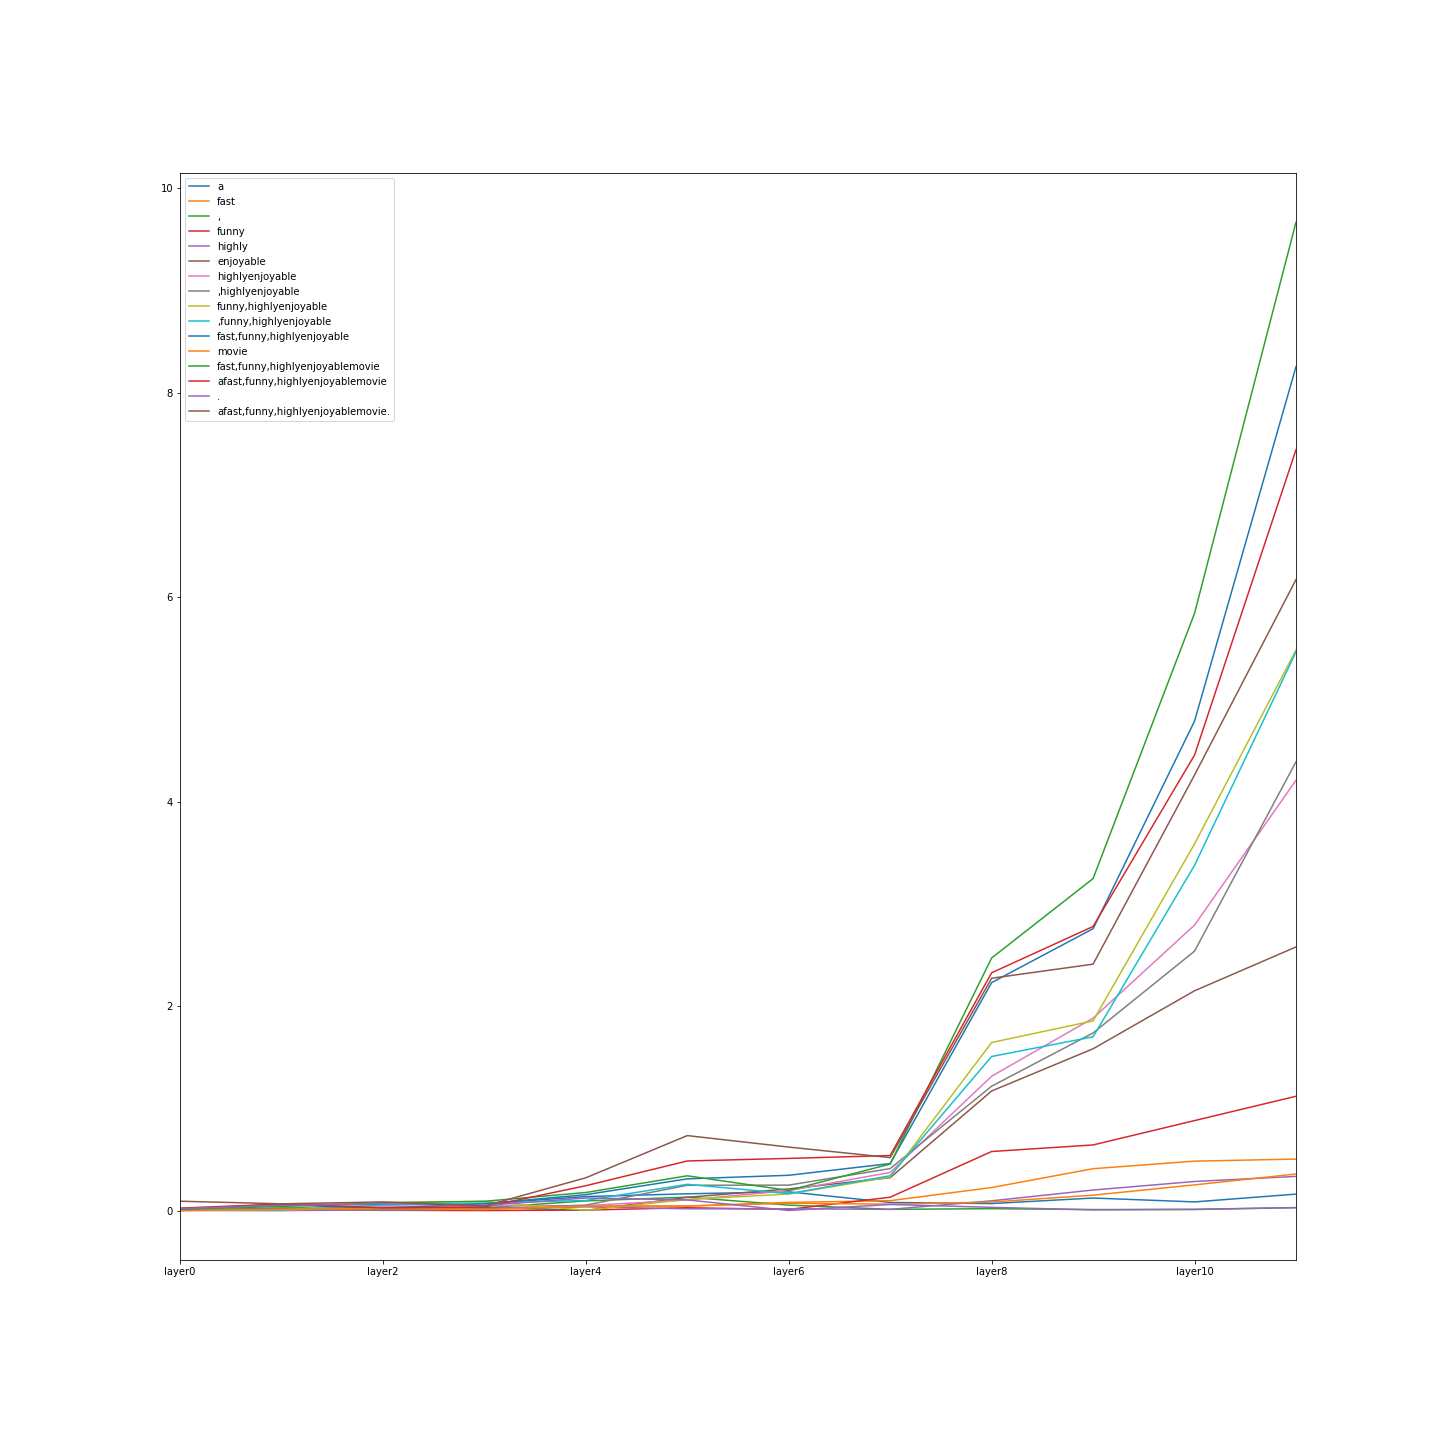 10
8
6
4
2
0
a
fast
,
funny
highly
enjoyable
highlyenjoyable
,highlyenjoyable
funny,highlyenjoyable
,funny,highlyenjoyable
fast,funny,highlyenjoyable
movie
fast,funny,highlyenjoyablemovie
afast,funny,highlyenjoyablemovie
.
afast,funny,highlyenjoyablemovie.
layer0 layer2 layer4 layer6 layer8 layer10